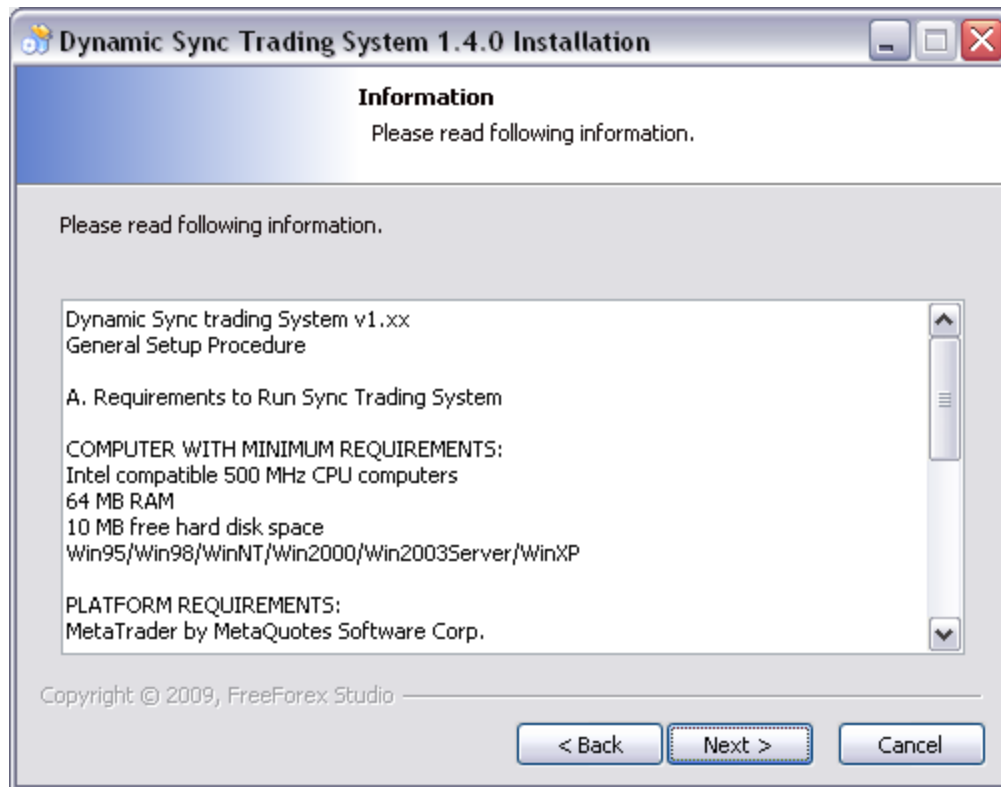 Dynamic Sync Trading System 1.4.0 Installation
Information
Please read following information.
Please read following information.
Dynamic Sync trading System v1.xx
General Setup Procedure
A. Requirements to Run Sync Trading System
COMPUTER WITH MINIMUM REQUIREMENTS:
Intel compatible 500 MHz CPU computers
64 MB RAM
10 MB free hard disk space
Win95/Win98/WinNT/Win2000/Win2003Server/WinXP
PLATFORM REQUIREMENTS:
MetaTrader by MetaQuotes Software Corp.
Copyright © 2009, FreeForex Studio
< Back Next > Cancel